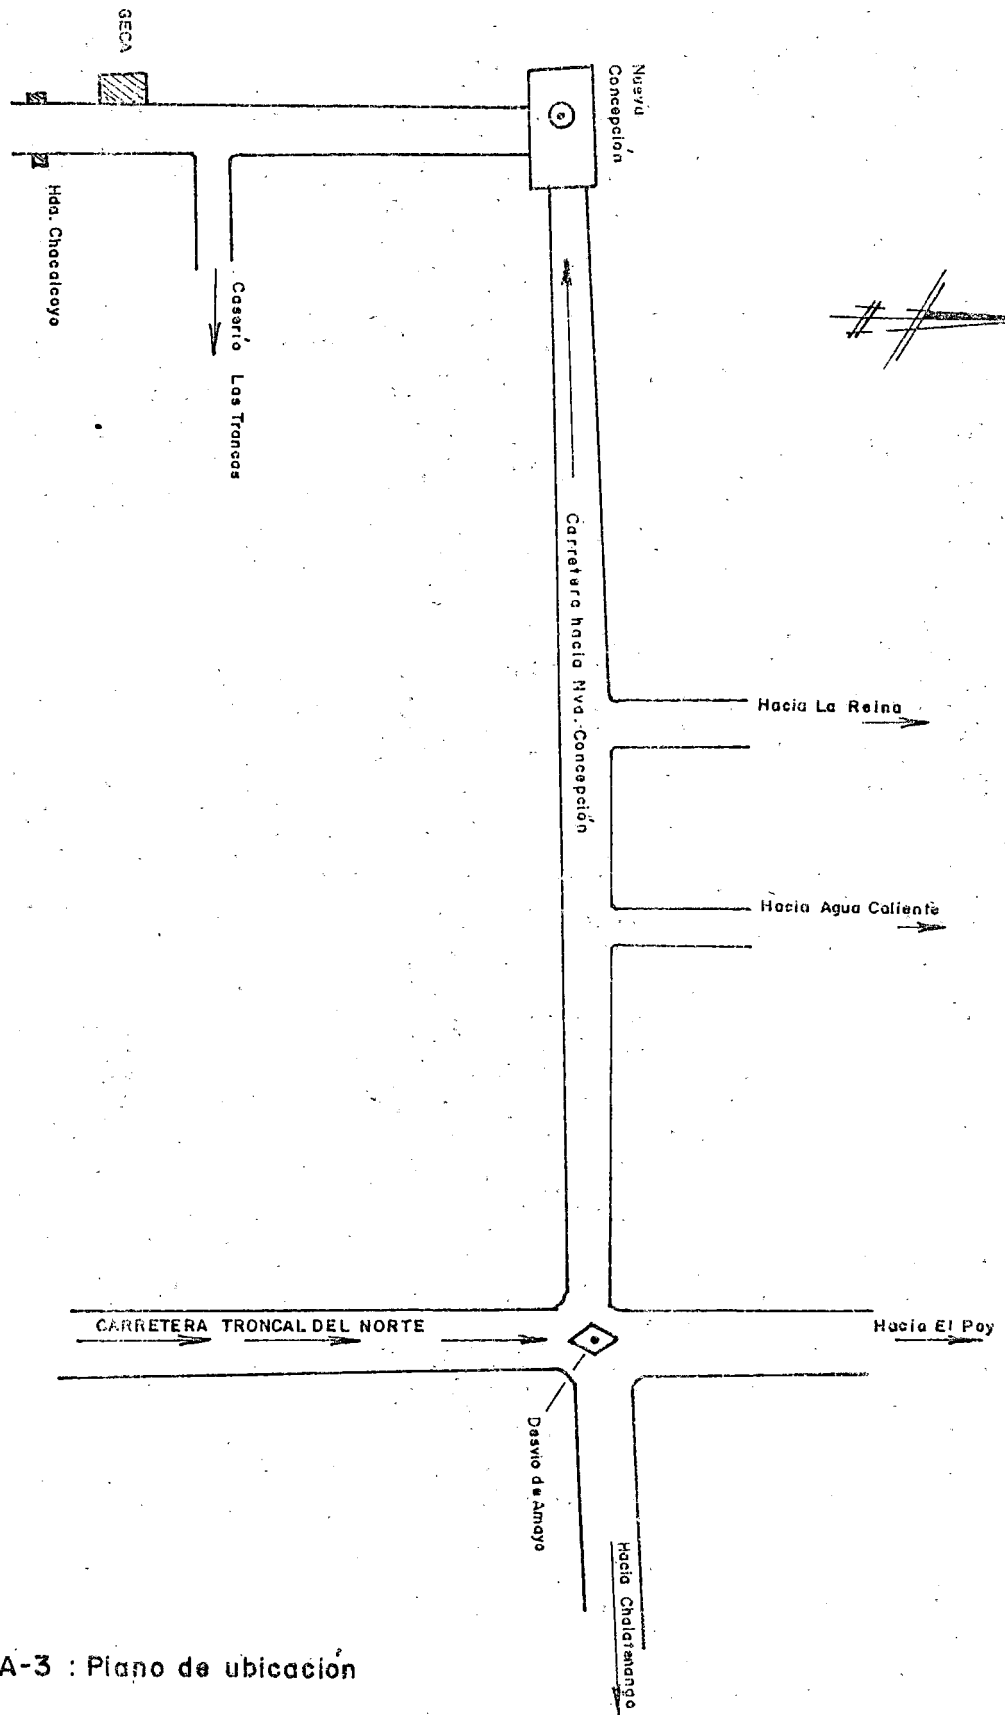 GECA
Nueva
Concepción
Hda. Chacalcoyo
Caserío Las Trancas
Carretera hacia Nva. Concepción
Hacia La Reina
Hacia Agua Caliente
CARRETERA TRONCAL DEL NORTE
Hacia El Poy
Desvio de Amayo
Hacia Chalatenango
A-3 : Plano de ubicación